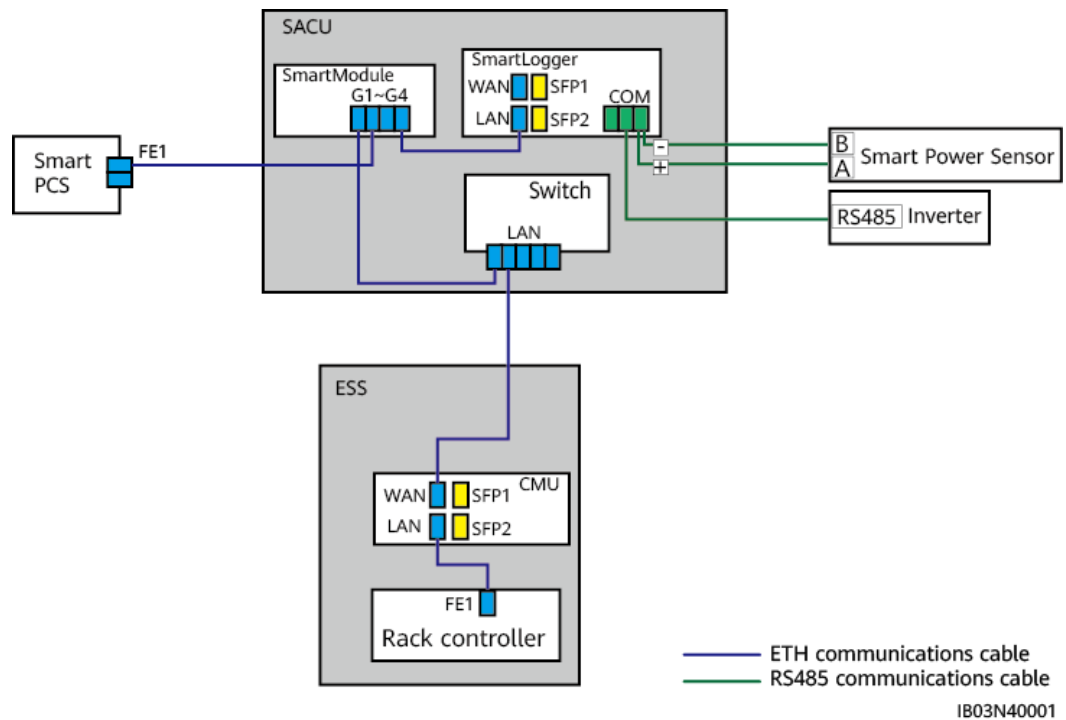 SACU
SmartModule
G1~G4
SmartLogger
WAN SFP1
LAN SFP2
COM
Smart
PCS
FE1
-
+
B
A
Smart Power Sensor
RS485 Inverter
Switch
LAN
ESS
CMU
WAN SFP1
LAN SFP2
FE1
Rack controller
ETH communications cable
RS485 communications cable
IB03N40001